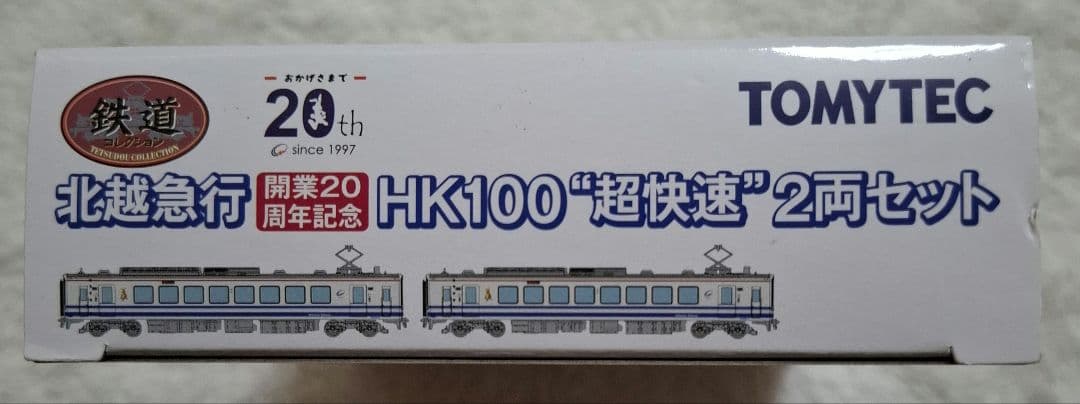 鉄道
コレクション
TETSUDOU COLLECTION
おかげさまで
20th
since 1997
TOMYTEC
北越急行 開業20周年記念 HK100 “超快速” 2両セット